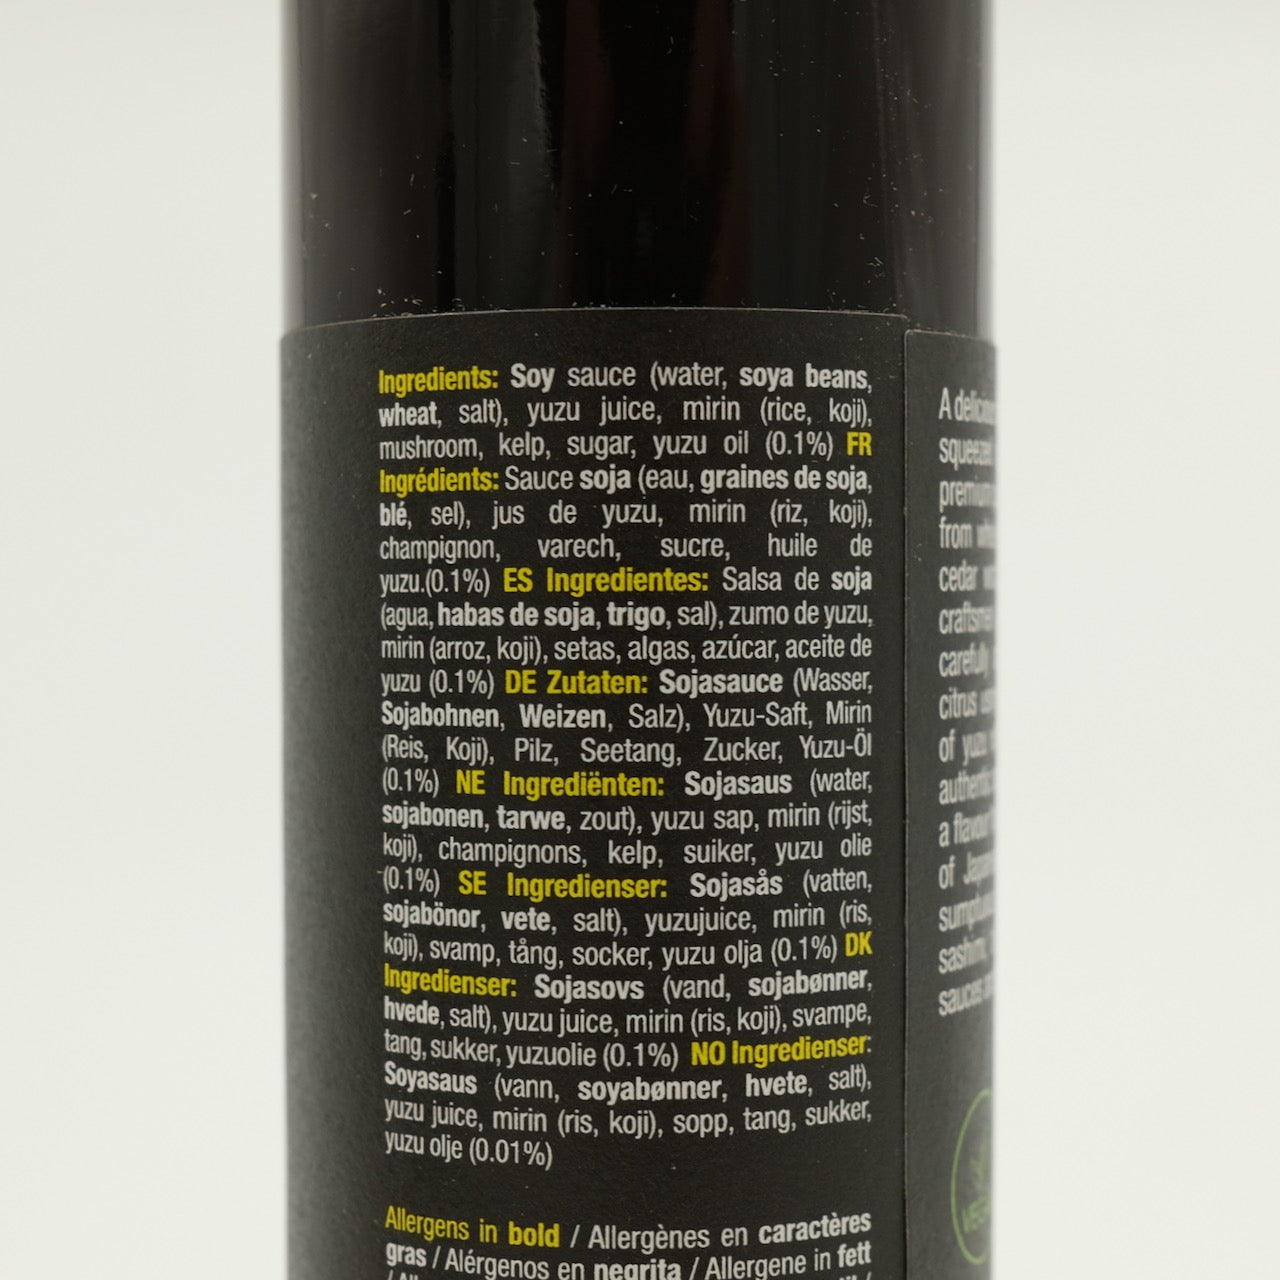 Ingredients: Soy sauce (water, soya beans,
wheat, salt), yuzu juice, mirin (rice, koji),
mushroom, kelp, sugar, yuzu oil (0.1%) FR
Ingrédients: Sauce soja (eau, graines de soja,
blé, sel), jus de yuzu, mirin (riz, koji),
champignon, varech, sucre, huile de
yuzu.(0.1%) ES Ingredientes: Salsa de soja
(agua, habas de soja, trigo, sal), zumo de yuzu,
mirin (arroz, koji), setas, algas, azúcar, aceite de
yuzu (0.1%) DE Zutaten: Sojasauce (Wasser,
Sojabohnen, Weizen, Salz), Yuzu-Saft, Mirin
(Reis, Koji), Pilz, Seetang, Zucker, Yuzu-Öl
(0.1%) NE Ingrediënten: Sojasaus (water,
sojabonen, tarwe, zout), yuzu sap, mirin (rijst,
koji), champignons, kelp, suiker, yuzu olie
(0.1%) SE Ingredienser: Sojasås (vatten,
sojabönor, vete, salt), yuzujuice, mirin (ris,
koji), svamp, tång, socker, yuzu olja (0.1%) DK
Ingredienser: Sojasovs (vand, sojabønner,
hvede, salt), yuzu juice, mirin (ris, koji), svampe,
tang, sukker, yuzuolie (0.1%) NO Ingredienser:
Soyasaus (vann, soyabønner, hvete, salt),
yuzu juice, mirin (ris, koji), sopp, tang, sukker,
yuzu olje (0.01%)
Allergens in bold / Allergènes en caractères
gras / Alérgenos en negrita / Allergene in fett
A
from
cedar
carefully
citrus
of yuzu
a
of
sashimi,
sauces